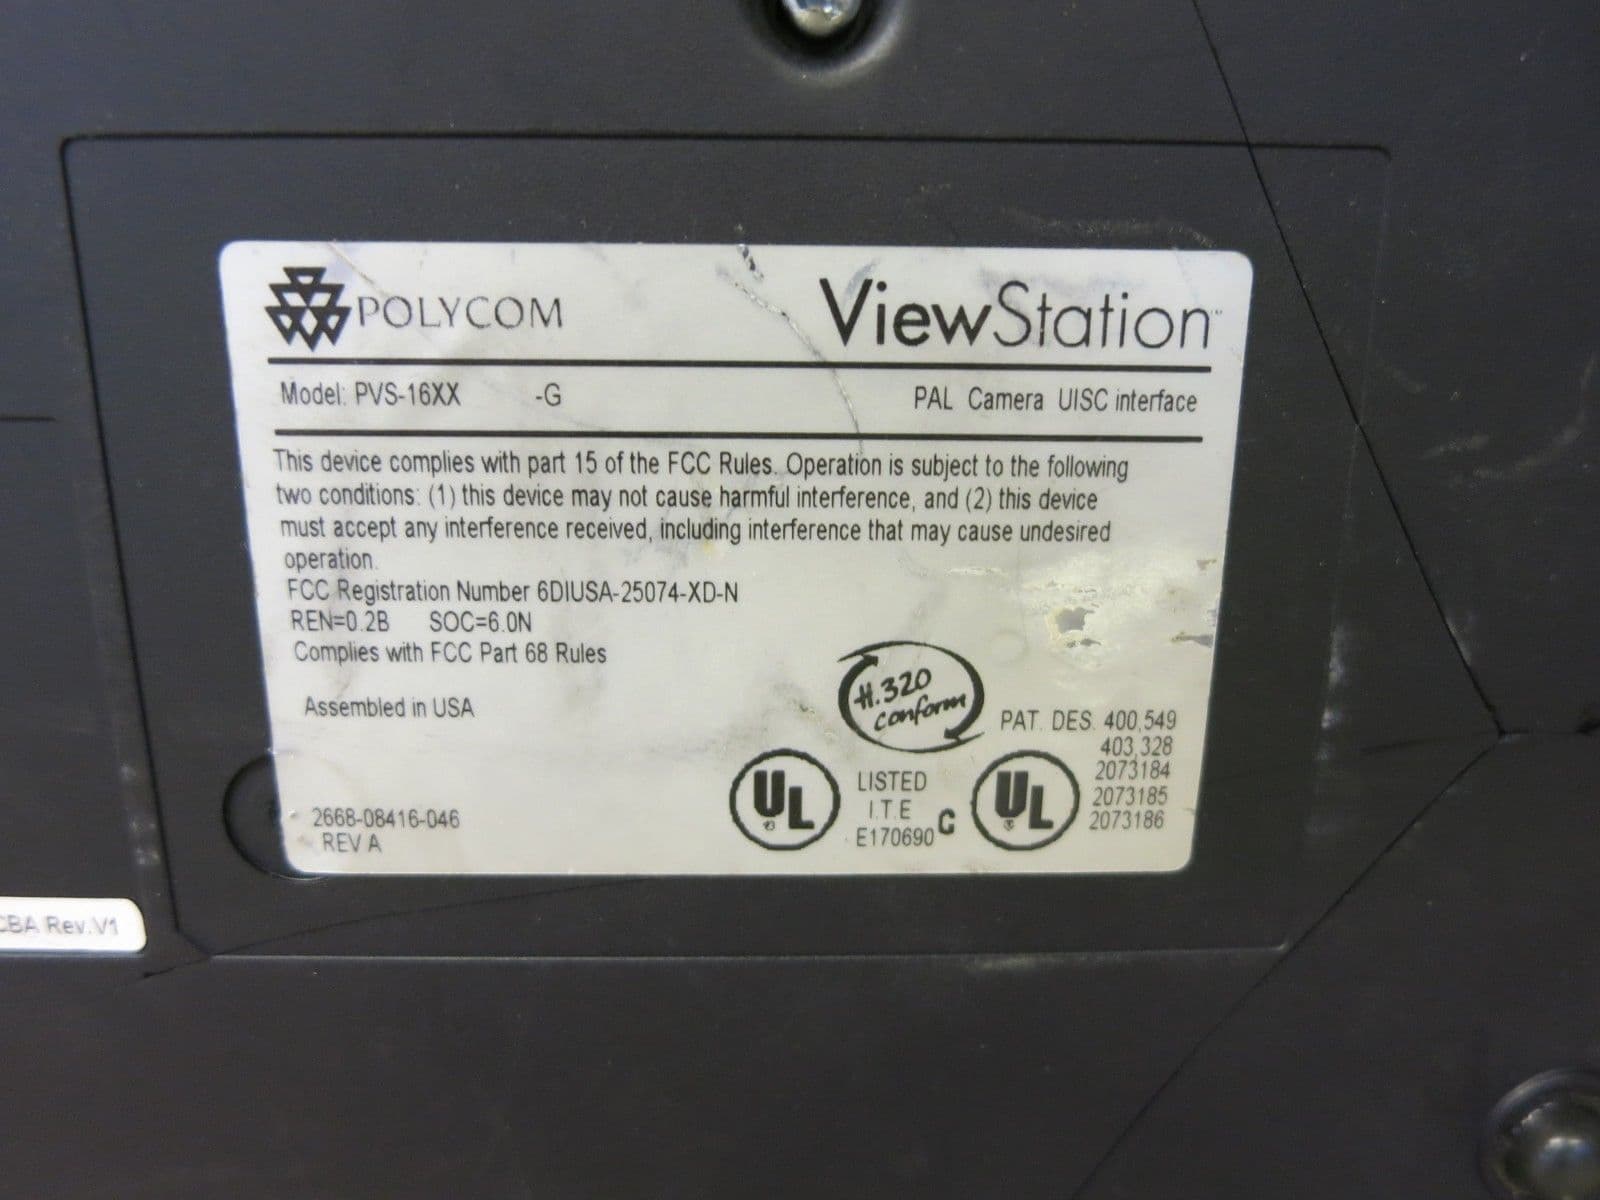 POLYCOM
ViewStation™
Model: PVS-16XX -G PAL Camera UISC interface
This device complies with part 15 of the FCC Rules. Operation is subject to the following
two conditions: (1) this device may not cause harmful interference, and (2) this device
must accept any interference received, including interference that may cause undesired
operation.
FCC Registration Number 6DIUSA-25074-XD-N
REN=0.2B SOC=6.0N
Complies with FCC Part 68 Rules
Assembled in USA
2668-08416-046
REV A
H.320
conform
UL
LISTED
I.T.E
E170690
C UL
PAT. DES. 400,549
403,328
2073184
2073185
2073186
CBA Rev.V1